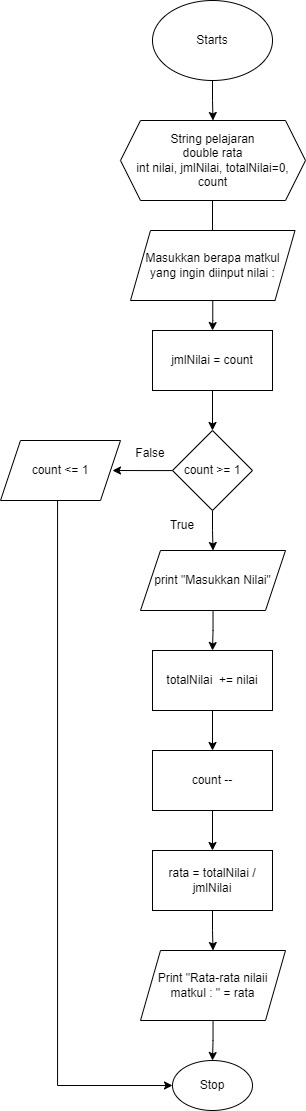 Starts
String pelajaran
double rata
int nilai, jmlNilai, totalNilai=0,
count
Masukkan berapa matkul
yang ingin diinput nilai :
jmlNilai = count
False
count <= 1
count >= 1
True
print "Masukkan Nilai"
totalNilai += nilai
count --
rata = totalNilai /
jmlNilai
Print "Rata-rata nilaii
matkul : " = rata
Stop